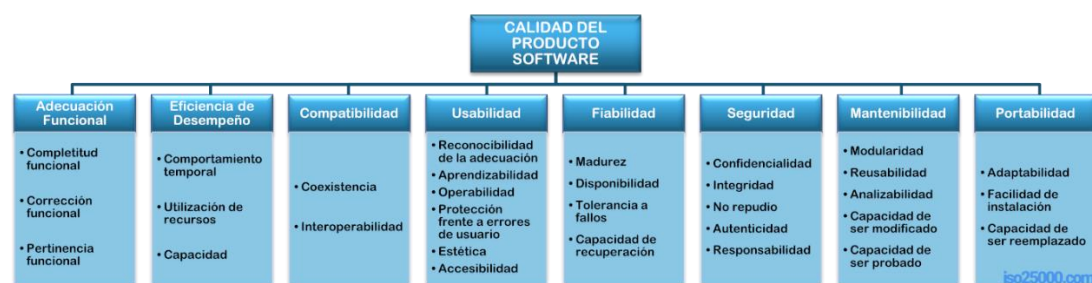 CALIDAD DEL
PRODUCTO
SOFTWARE
Adecuación
Funcional
• Completitud
funcional
• Corrección
funcional
• Pertinencia
funcional
Eficiencia de
Desempeño
• Comportamiento
temporal
• Utilización de
recursos
• Capacidad
Compatibilidad
• Coexistencia
• Interoperabilidad
Usabilidad
• Reconocibilidad
de la adecuación
• Aprendizabilidad
• Operabilidad
• Protección
frente a errores
de usuario
• Estética
• Accesibilidad
Fiabilidad
• Madurez
• Disponibilidad
• Tolerancia a
fallos
• Capacidad de
recuperación
Seguridad
• Confidencialidad
• Integridad
• No repudio
• Autenticidad
• Responsabilidad
Mantenibilidad
• Modularidad
• Reusabilidad
• Analizabilidad
• Capacidad de
ser modificado
• Capacidad de
ser probado
Portabilidad
• Adaptabilidad
• Facilidad de
instalación
• Capacidad de
ser reemplazado
iso25000.com